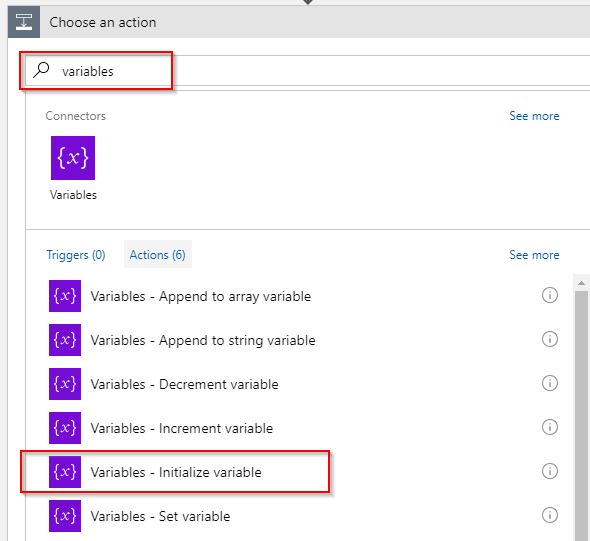 Choose an action
variables
Connectors See more
{x}
Variables
Triggers (0) Actions (6) See more
{x} Variables - Append to array variable
{x} Variables - Append to string variable
{x} Variables - Decrement variable
{x} Variables - Increment variable
{x} Variables - Initialize variable
{x} Variables - Set variable